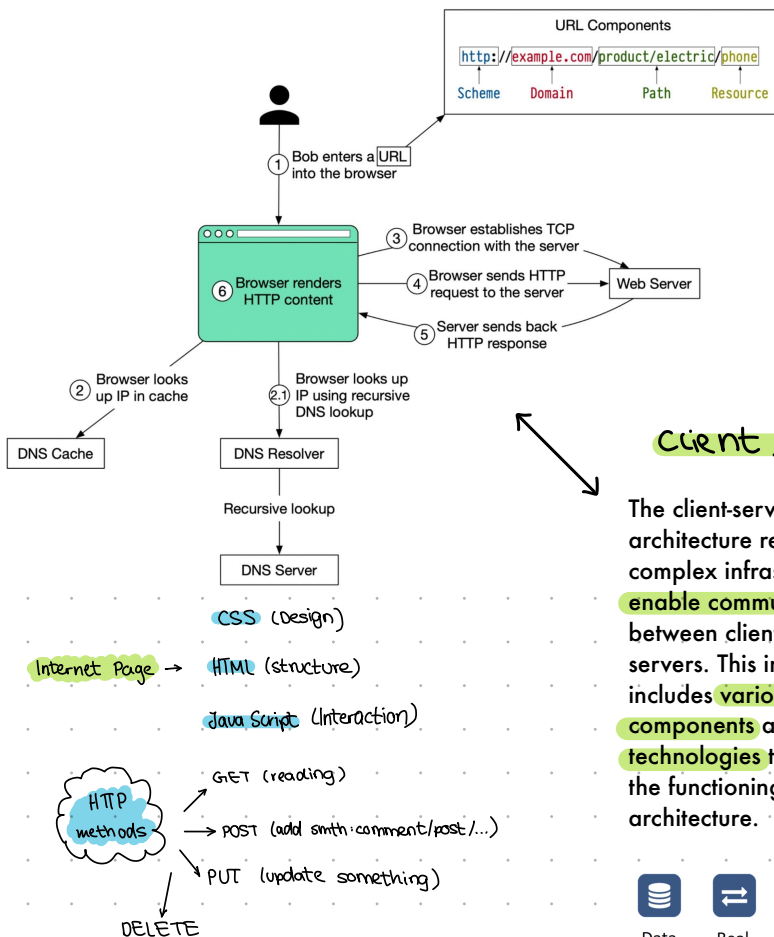 URL Components
http://example.com/product/electric/phone
Scheme Domain Path Resource
1 Bob enters a URL
into the browser
3 Browser establishes TCP
connection with the server
4 Browser sends HTTP
request to the server
Web Server
5 Server sends back
HTTP response
6 Browser renders
HTTP content
2 Browser looks
up IP in cache
2.1 Browser looks up
IP using recursive
DNS lookup
DNS Cache
DNS Resolver
Recursive lookup
DNS Server
CSS (Design)
Internet Page → HTML (structure)
Java Script (Interaction)
HTTP
methods
GET (reading)
POST (add smth: comment/post/...)
PUT (update something)
DELETE
Client
The client-serv
architecture re
complex infras
enable commu
between client
servers. This in
includes vario
components a
technologies t
the functioning
architecture.